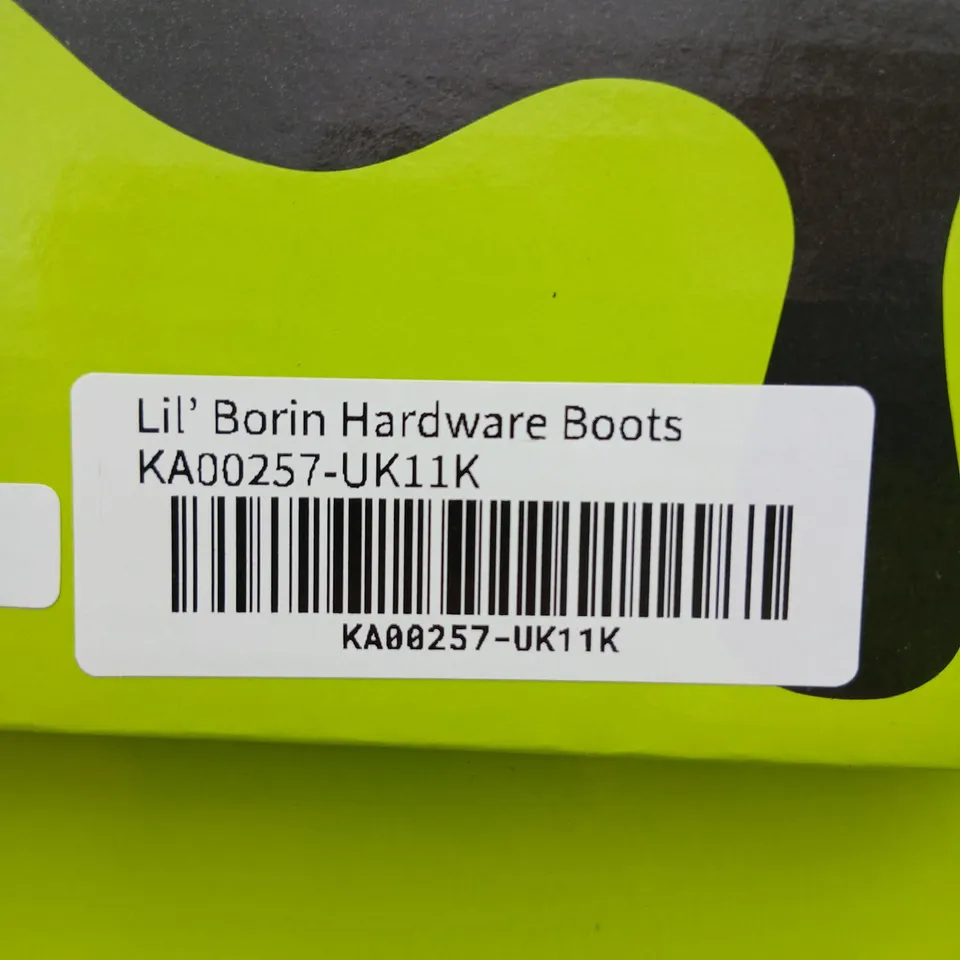 Lil’ Borin Hardware Boots
KA00257-UK11K
KA00257-UK11K